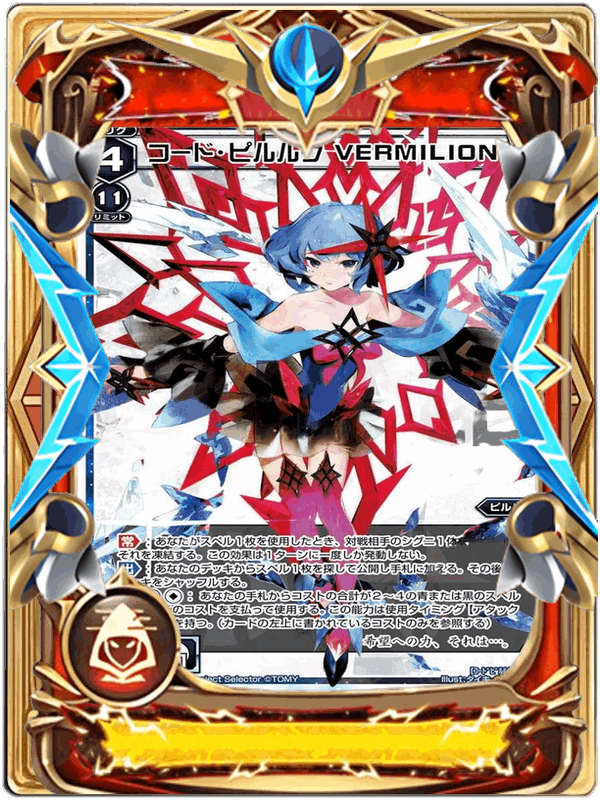 4
コード・ピルルク VERMILION
11
リミット
ピル
常：あなたがスペル1枚を使用したとき、対戦相手のシグニ1体
それを凍結する。この効果は1ターンに一度しか発動しない。
出：あなたのデッキからスペル1枚を探して公開し手札に加える。その後
キをシャッフルする。
：あなたの手札からコストの合計が2～4の青または黒のスペル
のコストを支払って使用する。この能力は使用タイミング【アタック
を持つ。（カードの左上に書かれているコストのみを参照する）
希望への力、それは…。
ject Selector ©TOMY
Illust:タイキ